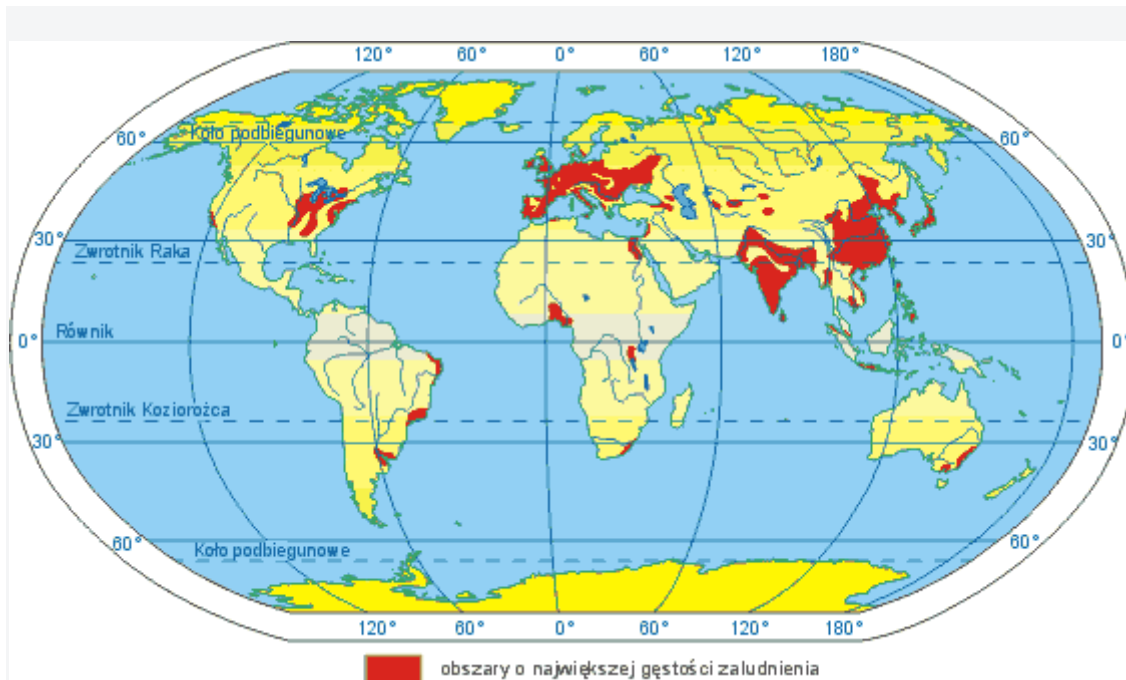 120° 60° 0° 60° 120° 180°
60° Koło podbiegunowe 60°
30° 30°
Zwrotnik Raka
Równik
0° 0°
Zwrotnik Koziorożca
30° 30°
60° Koło podbiegunowe 60°
120° 60° 0° 60° 120° 180°
obszary o największej gęstości zaludnienia